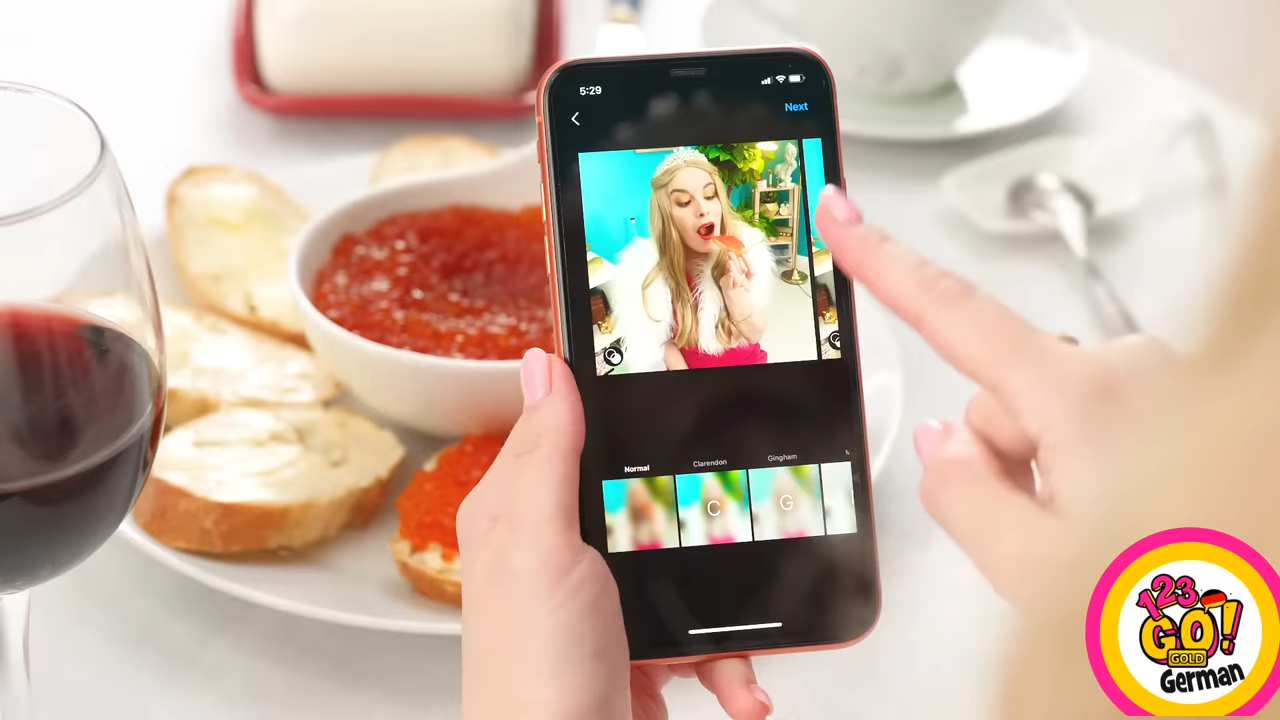 5:29
Next
Normal
Clarendon
Gingham
M
C
G
123
GO!
GOLD
German